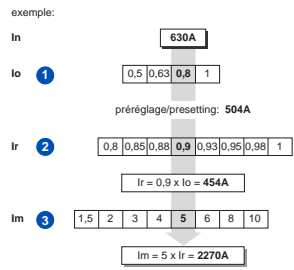 exemple:
In 630A
Io 1 0,5 0,63 0,8 1
préréglage/presetting: 504A
Ir 2 0,8 0,85 0,88 0,9 0,93 0,95 0,98 1
Ir = 0,9 x Io = 454A
Im 3 1,5 2 3 4 5 6 8 10
Im = 5 x Ir = 2270A